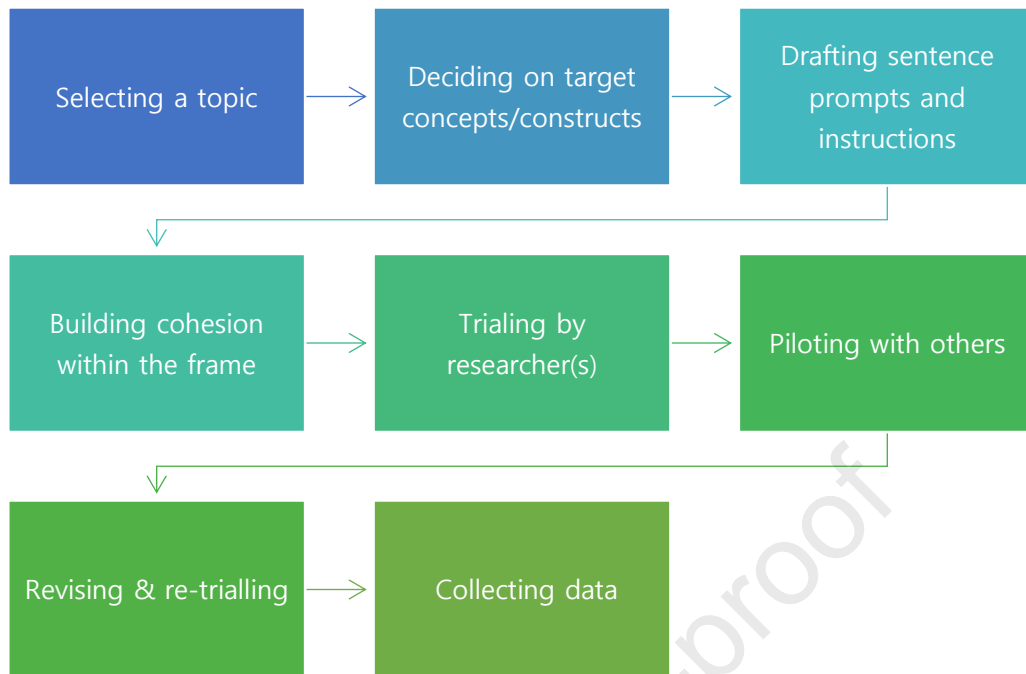 Selecting a topic
Deciding on target
concepts/constructs
Drafting sentence
prompts and
instructions
Building cohesion
within the frame
Trialing by
researcher(s)
Piloting with others
Revising & re-trialling
Collecting data
-proof